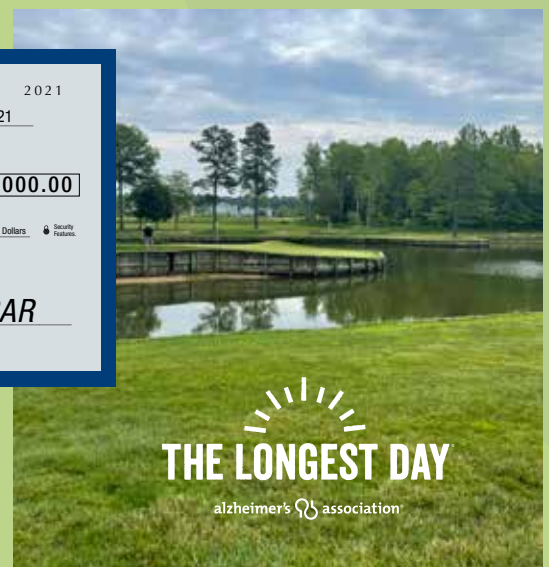 2021
21
000.00
Dollars
Security
Features.
AR
THE LONGEST DAY
alzheimer's association